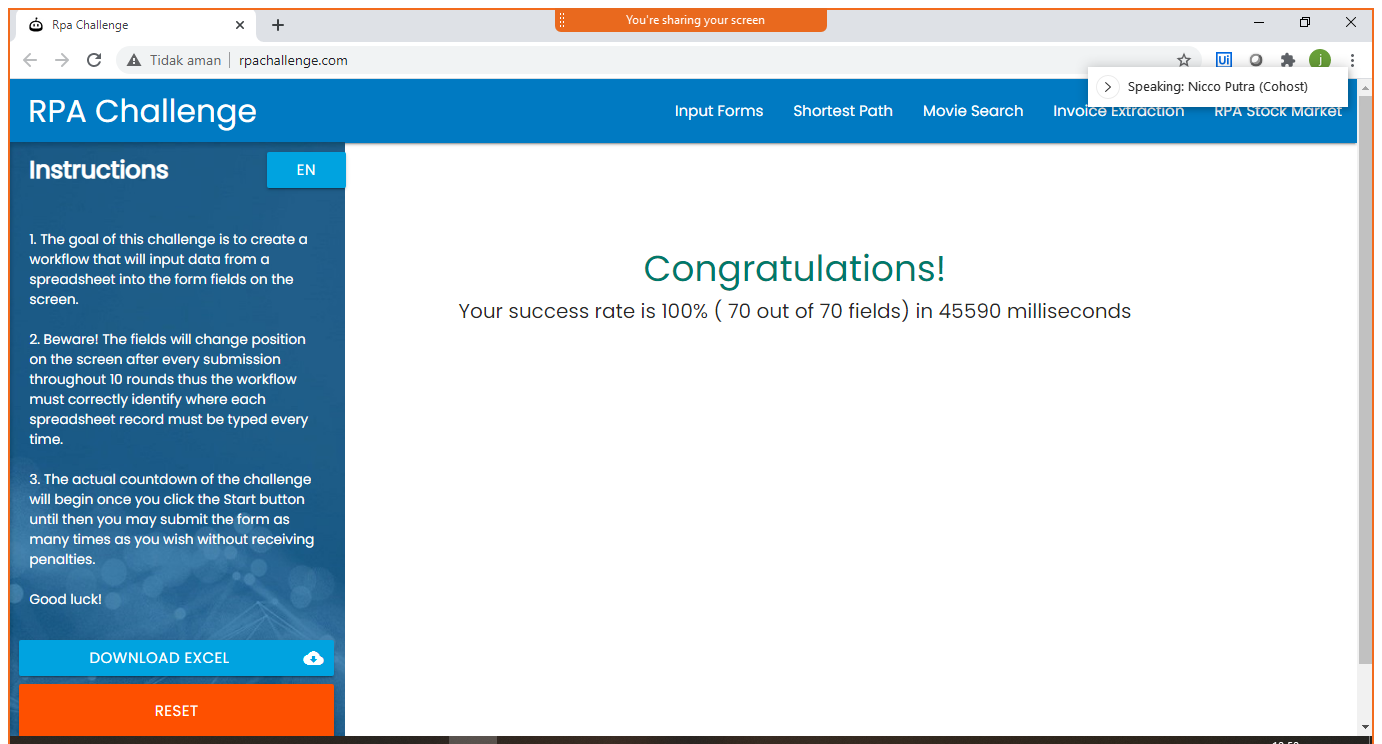 Rpa Challenge
You're sharing your screen
Tidak aman
rpachallenge.com
Ui
j
Speaking: Nicco Putra (Cohost)
RPA Challenge
Input Forms
Shortest Path
Movie Search
Invoice Extraction
RPA Stock Market
Instructions
EN
1. The goal of this challenge is to create a
workflow that will input data from a
spreadsheet into the form fields on the
screen.
2. Beware! The fields will change position
on the screen after every submission
throughout 10 rounds thus the workflow
must correctly identify where each
spreadsheet record must be typed every
time.
3. The actual countdown of the challenge
will begin once you click the Start button
until then you may submit the form as
many times as you wish without receiving
penalties.
Good luck!
DOWNLOAD EXCEL
RESET
Congratulations!
Your success rate is 100% ( 70 out of 70 fields) in 45590 milliseconds